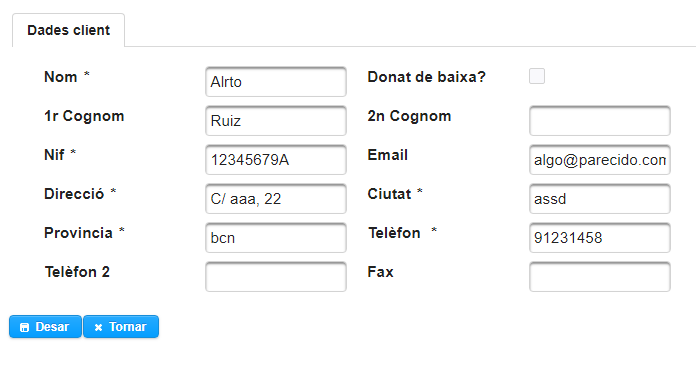 Dades client
Nom * Alrto Donat de baixa?
1r Cognom Ruiz 2n Cognom
Nif * 12345679A Email algo@parecido.com
Direcció * C/ aaa, 22 Ciutat * assd
Provincia * bcn Telèfon * 91231458
Telèfon 2 Fax
Desar Tornar